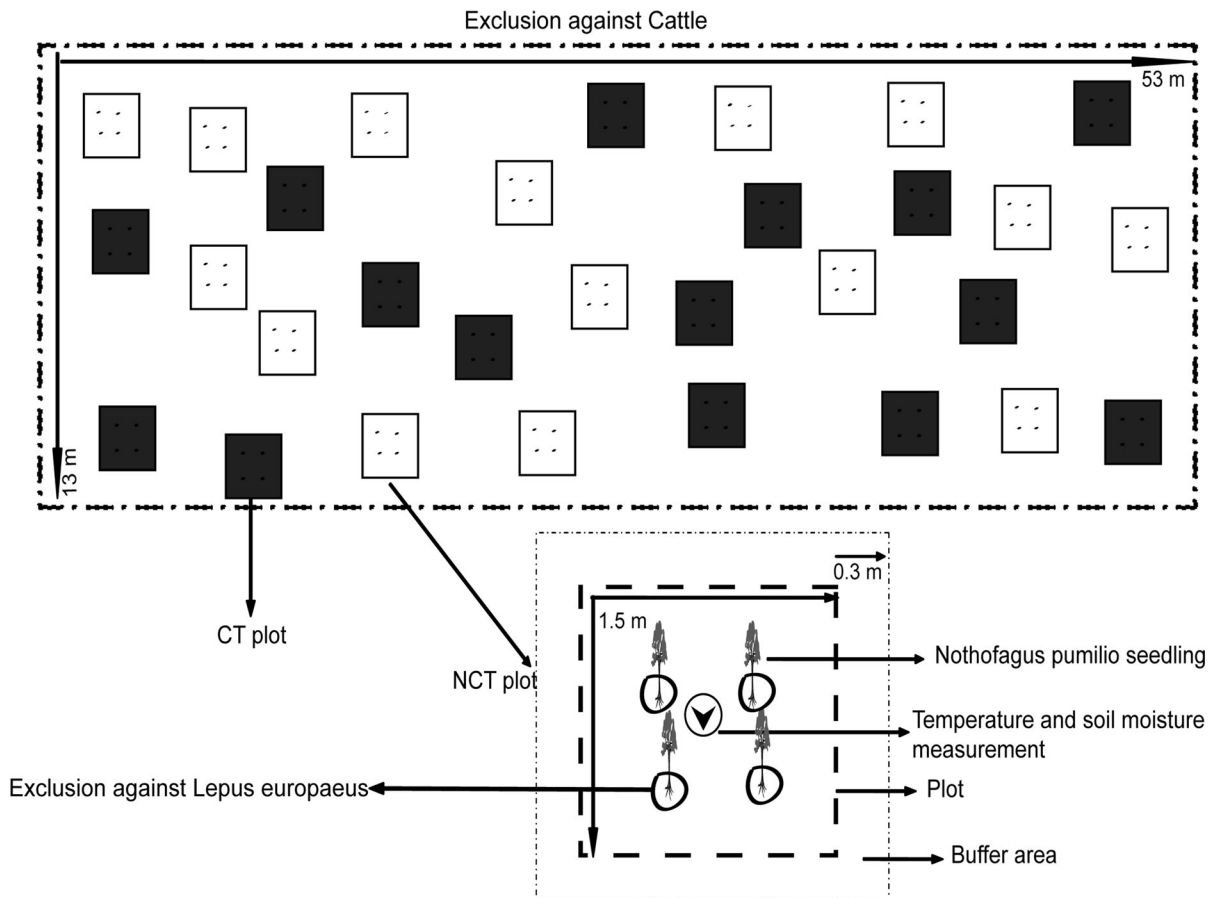 Exclusion against Cattle
53 m
13 m
0.3 m
1.5 m
CT plot
NCT plot
Nothofagus pumilio seedling
Temperature and soil moisture
measurement
Exclusion against Lepus europaeus
Plot
Buffer area